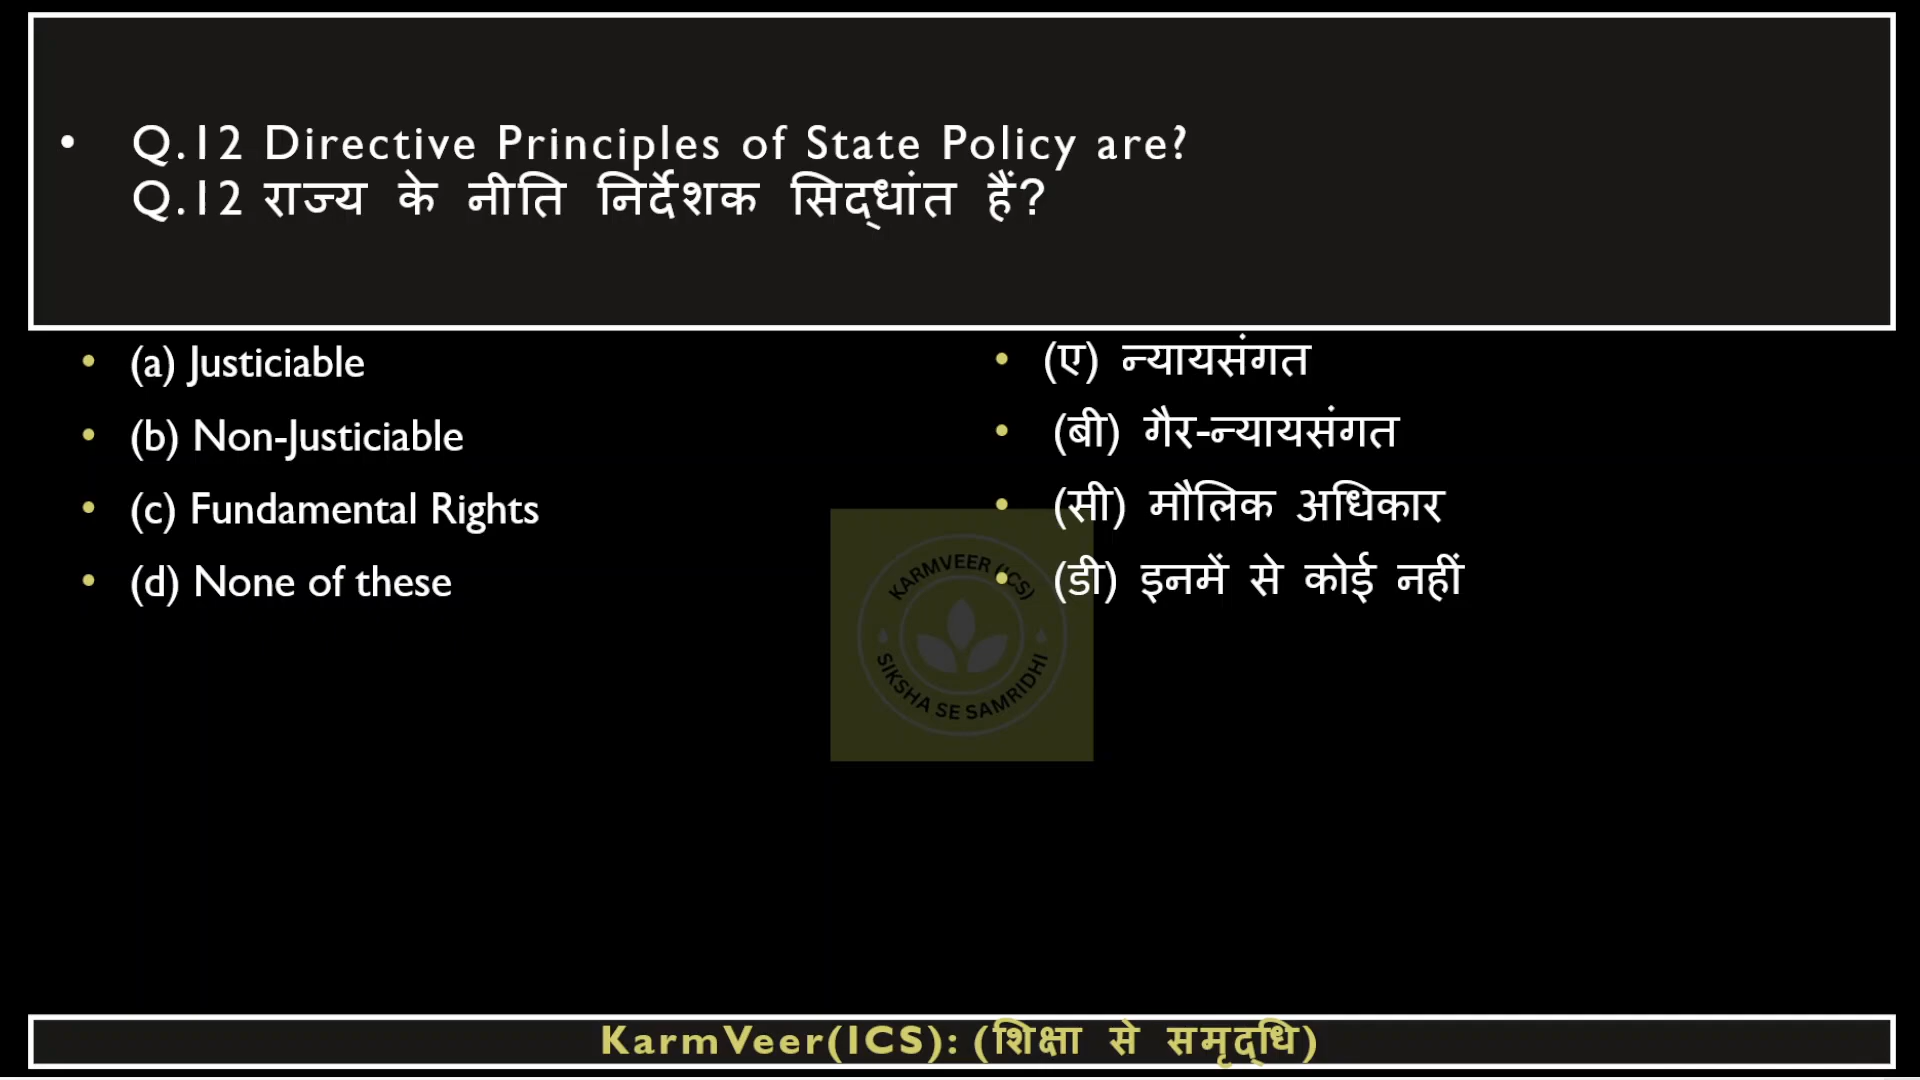 • Q.12 Directive Principles of State Policy are?
Q.12 राज्य के नीति निर्देशक सिद्धांत हैं?
• (a) Justiciable
• (b) Non-Justiciable
• (c) Fundamental Rights
• (d) None of these
• (ए) न्यायसंगत
• (बी) गैर-न्यायसंगत
• (सी) मौलिक अधिकार
• (डी) इनमें से कोई नहीं
KARMVEER (ICS)
SIKSHA SE SAMRIDHI
KarmVeer(ICS): (शिक्षा से समृद्धि)